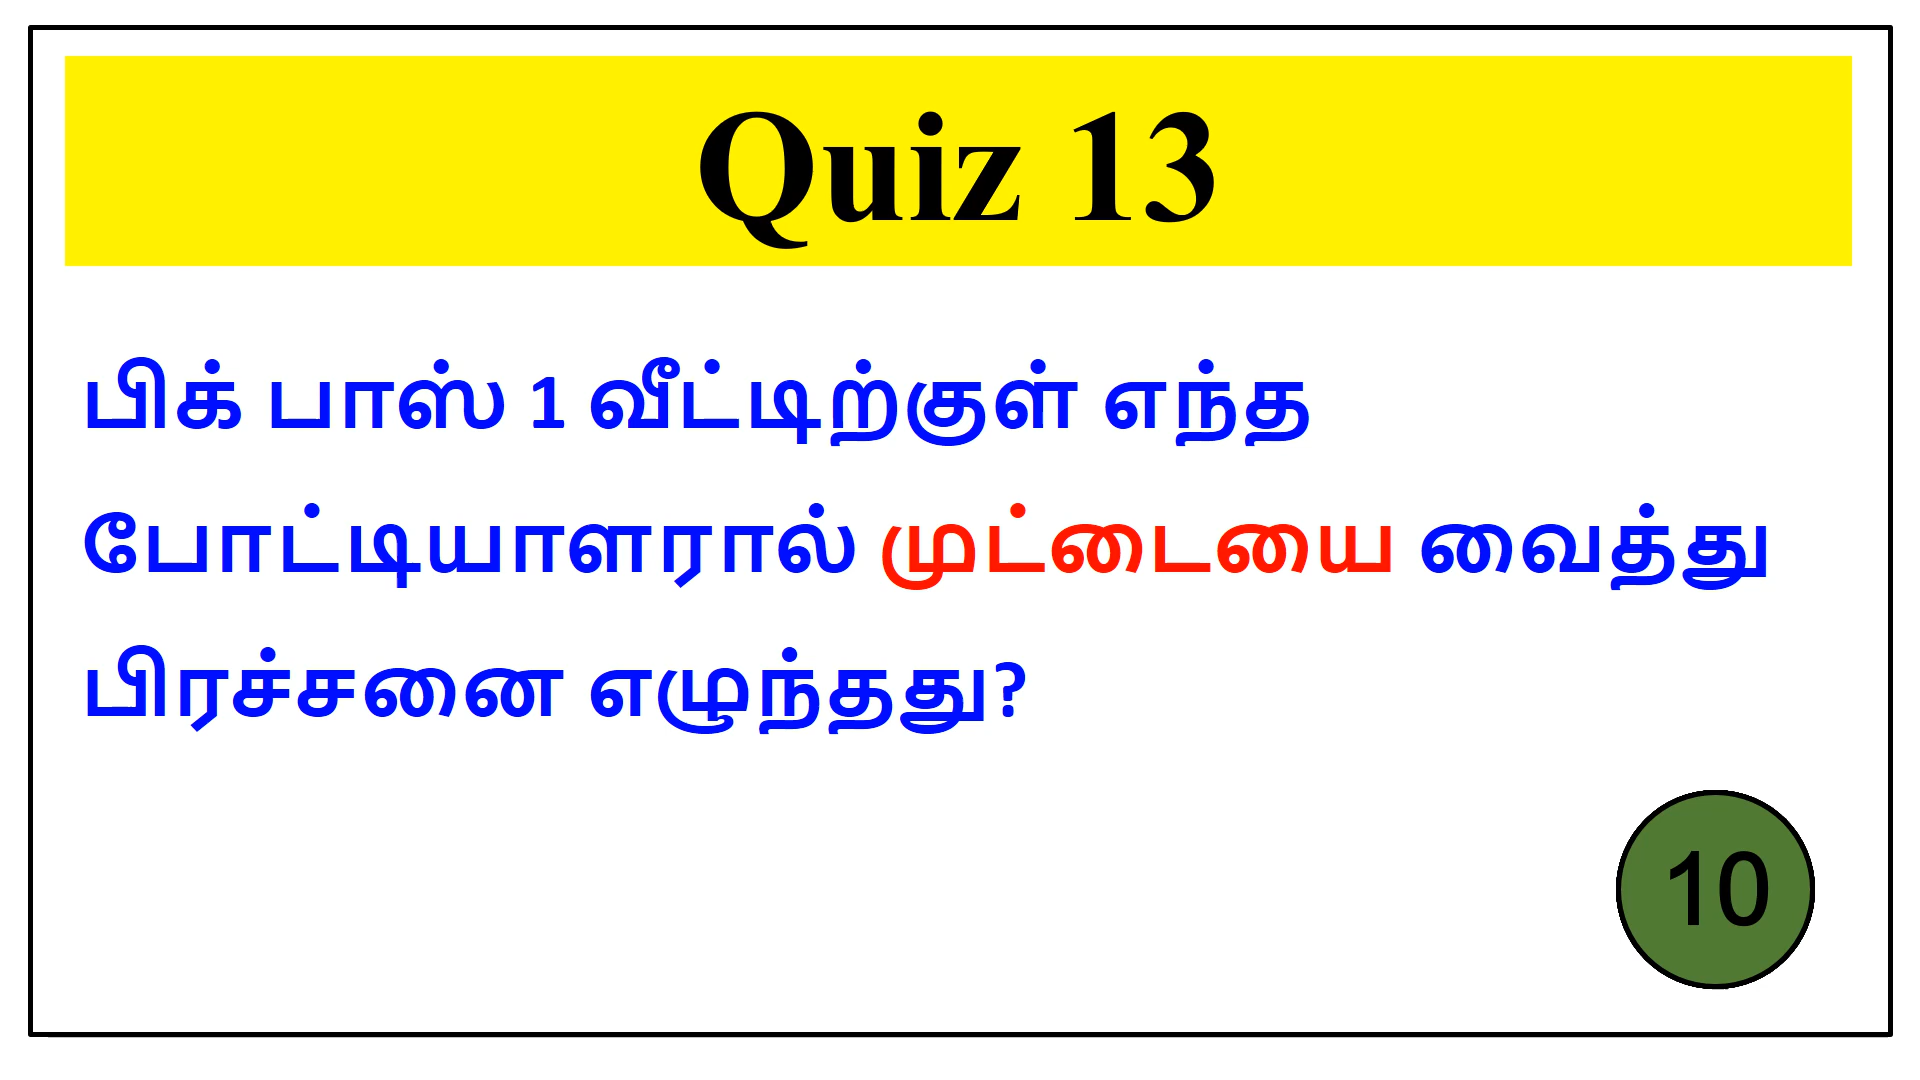 Quiz 13
பிக் பாஸ் 1 வீட்டிற்குள் எந்த
போட்டியாளரால் முட்டையை வைத்து
பிரச்சனை எழுந்தது?
10